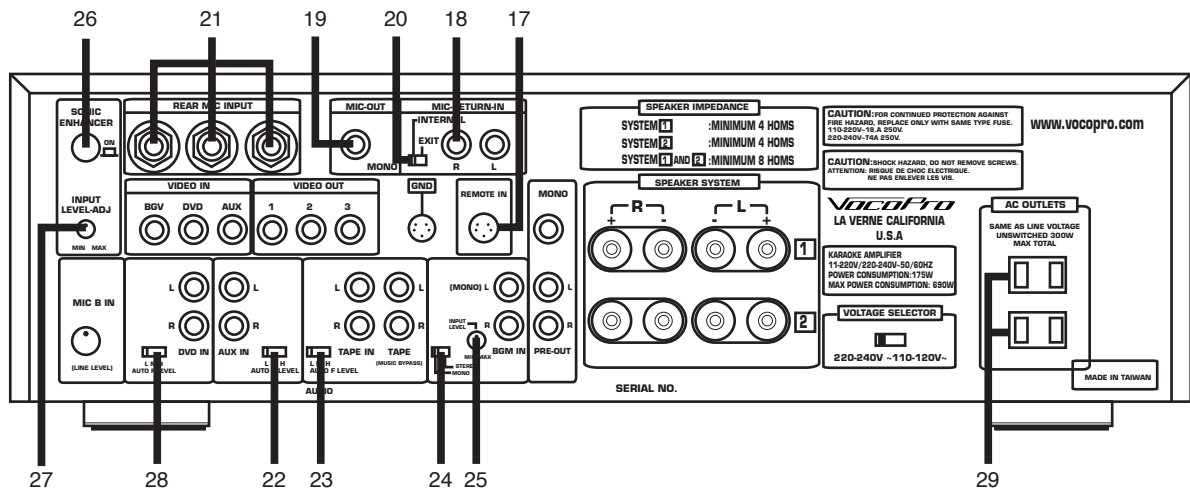 26 21 19 20 18 17
SONIC
ENHANCER
ON
REAR MIC INPUT
MIC-OUT
MONO
MIC-RETURN-IN
INTERNAL
EXIT
R L
INPUT
LEVEL-ADJ
MIN MAX
VIDEO IN
BGV DVD AUX
VIDEO OUT
1 2 3
GND
REMOTE IN
MONO
SPEAKER IMPEDANCE
SYSTEM 1 :MINIMUM 4 HOMS
SYSTEM 2 :MINIMUM 4 HOMS
SYSTEM 1 AND 2 :MINIMUM 8 HOMS
CAUTION:FOR CONTINUED PROTECTION AGAINST
FIRE HAZARD, REPLACE ONLY WITH SAME TYPE FUSE.
110-220V~18.A 250V.
220-240V~T4A 250V.
www.vocopro.com
CAUTION:SHOCK HAZARD, DO NOT REMOVE SCREWS.
ATTENTION: RISQUE DE CHOC ELECTRIQUE.
NE PAS ENLEVER LES VIS.
SPEAKER SYSTEM
R L
+ - - +
1
2
VocoPro
LA VERNE CALIFORNIA
U.S.A
KARAOKE AMPLIFIER
11-220V/220-240V~50/60HZ
POWER CONSUMPTION:175W
MAX POWER CONSUMPTION: 690W
VOLTAGE SELECTOR
220-240V ~110-120V~
AC OUTLETS
SAME AS LINE VOLTAGE
UNSWITCHED 300W
MAX TOTAL
MADE IN TAIWAN
MIC B IN
(LINE LEVEL)
L
R
DVD IN
AUTO F LEVEL
L
R
AUX IN
AUTO F LEVEL
L
R
TAPE IN
AUTO F LEVEL
L
R
TAPE
(MUSIC BYPASS)
(MONO) L
R
INPUT
LEVEL
MIN MAX
BGM IN
STEREO
MONO
L
R
PRE-OUT
AUDIO
SERIAL NO.
27 28 22 23 24 25 29